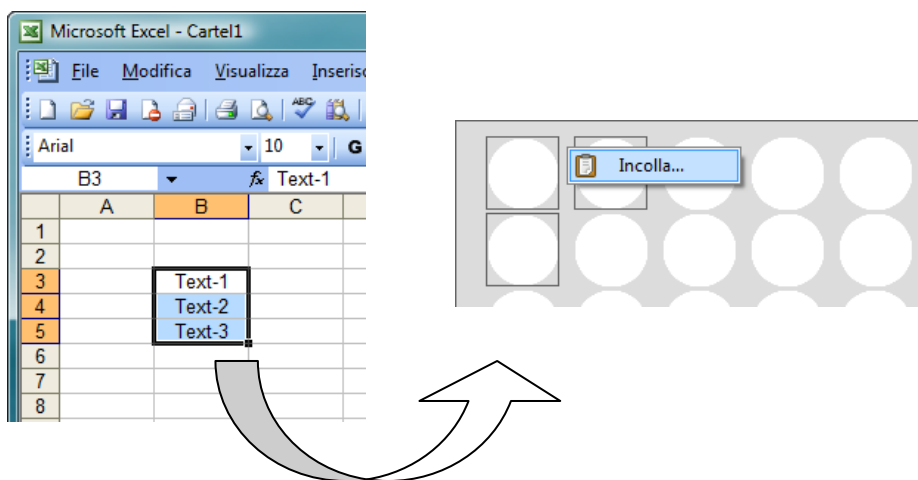 Microsoft Excel - Cartel1
File Modifica Visualizza
Arial 10 G
B3 fx Text-1
A B C
1
2
3 Text-1
4 Text-2
5 Text-3
6
7
8
Incolla...